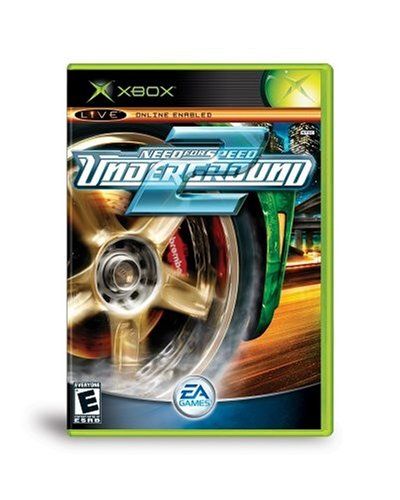 XBOX
LIVE ONLINE ENABLED
NEED FOR SPEED
UNDERGROUND
2
brembo
EVERYONE
E
ESRB
EA
GAMES